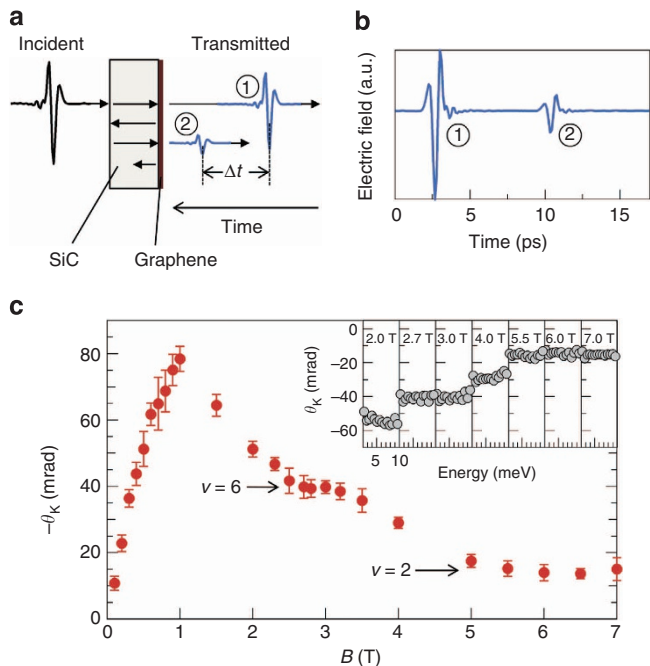 a
Incident
Transmitted
1
2
Δt
Time
SiC
Graphene
b
Electric field (a.u.)
1
2
0
5
10
15
Time (ps)
c
−θK (mrad)
80
60
40
20
0
ν = 6
ν = 2
0
1
2
3
4
5
6
7
B (T)
θK (mrad)
0
−20
−40
−60
2.0 T
2.7 T
3.0 T
4.0 T
5.5 T
6.0 T
7.0 T
5
10
Energy (meV)